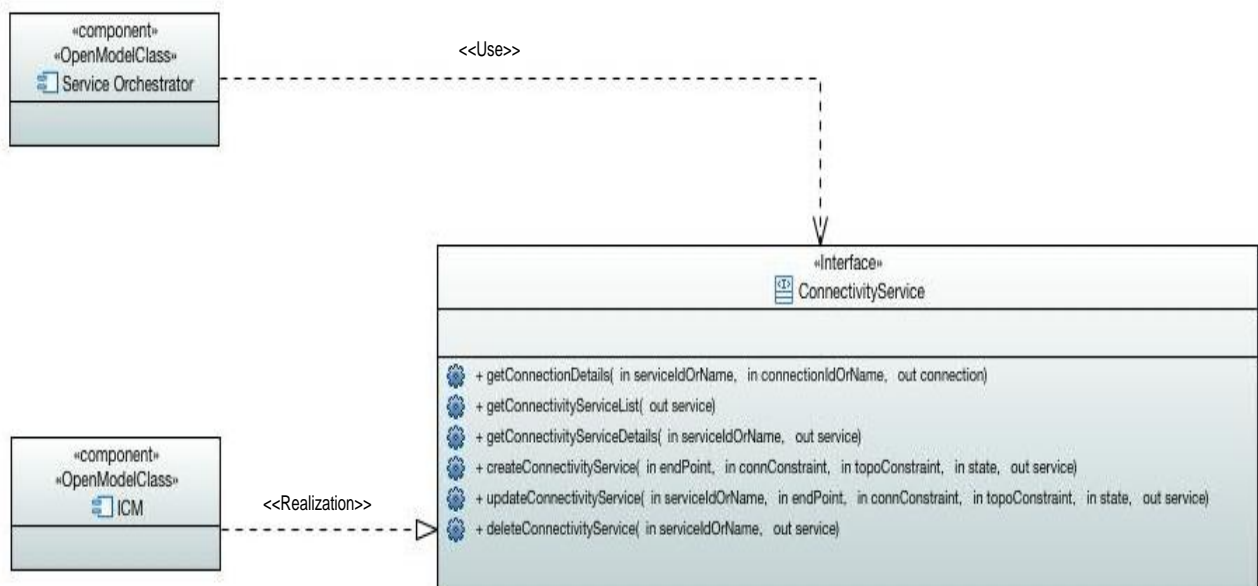 «component»
«OpenModelClass»
Service Orchestrator
<<Use>>
«Interface»
ConnectivityService
+ getConnectionDetails( in serviceIdOrName, in connectionIdOrName, out connection)
+ getConnectivityServiceList( out service)
+ getConnectivityServiceDetails( in serviceIdOrName, out service)
+ createConnectivityService( in endPoint, in connConstraint, in topoConstraint, in state, out service)
+ updateConnectivityService( in serviceIdOrName, in endPoint, in connConstraint, in topoConstraint, in state, out service)
+ deleteConnectivityService( in serviceIdOrName, out service)
«component»
«OpenModelClass»
ICM
<<Realization>>